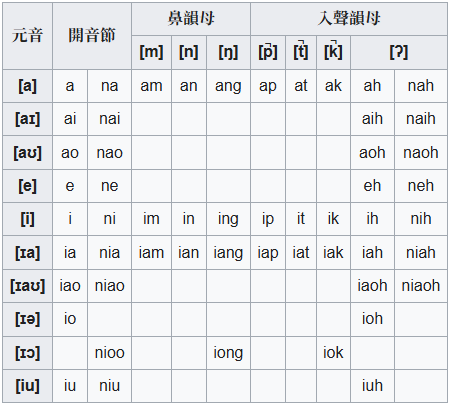 元音 開音節 鼻韻母 入聲韻母
[m] [n] [ŋ] [p̚] [t̚] [k̚] [ʔ]
[a] a na am an ang ap at ak ah nah
[aɪ] ai nai aih naih
[aʊ] ao nao aoh naoh
[e] e ne eh neh
[i] i ni im in ing ip it ik ih nih
[ɪa] ia nia iam ian iang iap iat iak iah niah
[ɪaʊ] iao niao iaoh niaoh
[ɪə] io ioh
[ɪɔ] nioo iong iok
[iu] iu niu iuh